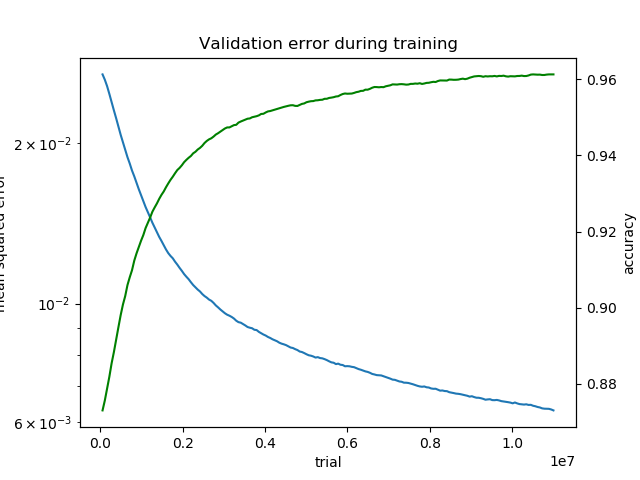 Validation error during training
2 × 10⁻²
10⁻²
6 × 10⁻³
mean squared error
0.96
0.94
0.92
0.90
0.88
accuracy
0.0 0.2 0.4 0.6 0.8 1.0
1e7
trial